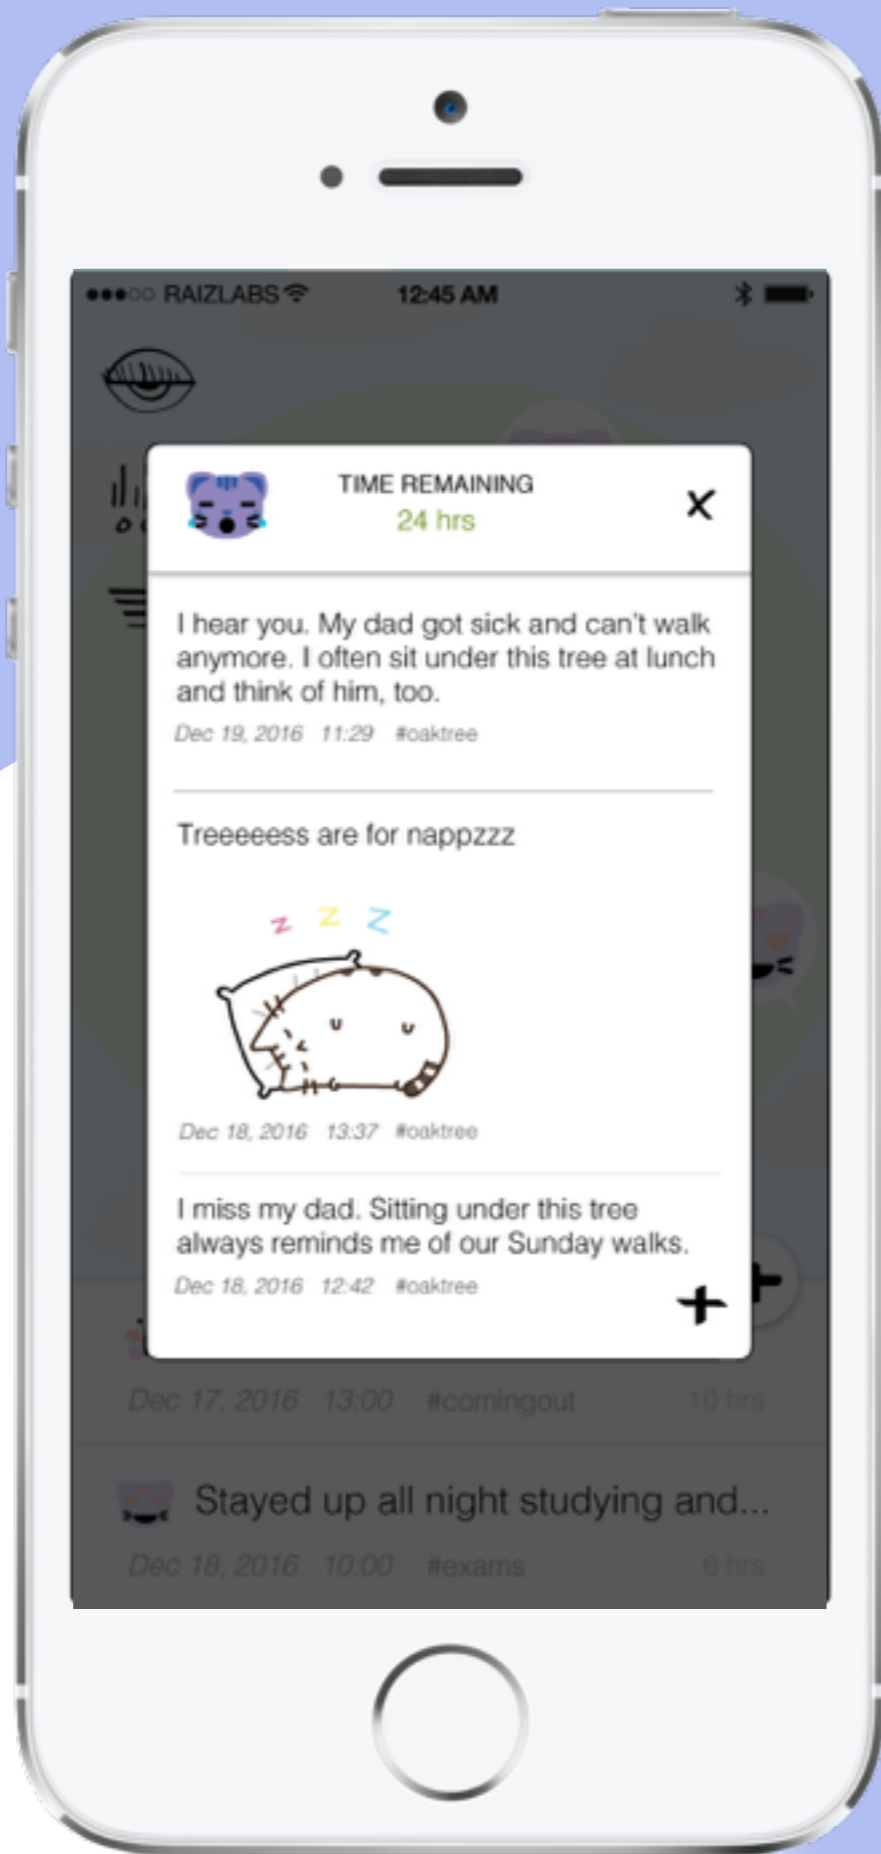 RAIZLABS 12:45 AM
TIME REMAINING
24 hrs
I hear you. My dad got sick and can't walk
anymore. I often sit under this tree at lunch
and think of him, too.
Dec 19, 2016 11:29 #oaktree
Treeeeess are for nappzzz
z z z
Dec 18, 2016 13:37 #oaktree
I miss my dad. Sitting under this tree
always reminds me of our Sunday walks.
Dec 18, 2016 12:42 #oaktree
Dec 17, 2016 13:00 #comingout 10 hrs
Stayed up all night studying and...
Dec 18, 2016 10:00 #exams 6 hrs